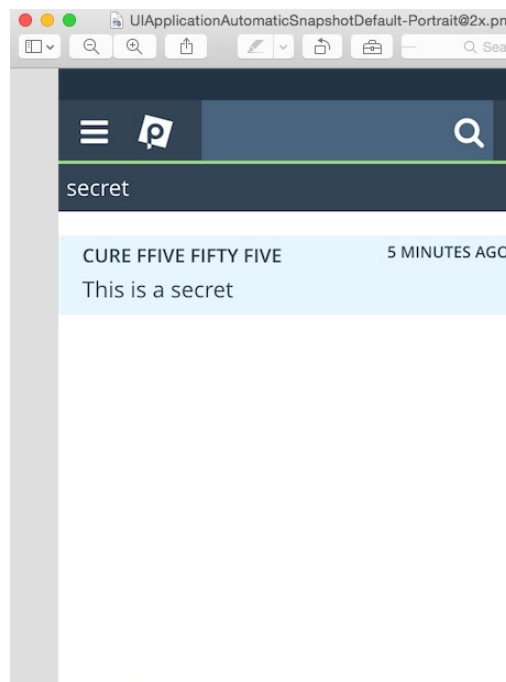 UIApplicationAutomaticSnapshotDefault-Portrait@2x.pn
Sea
secret
CURE FFIVE FIFTY FIVE
5 MINUTES AGO
This is a secret